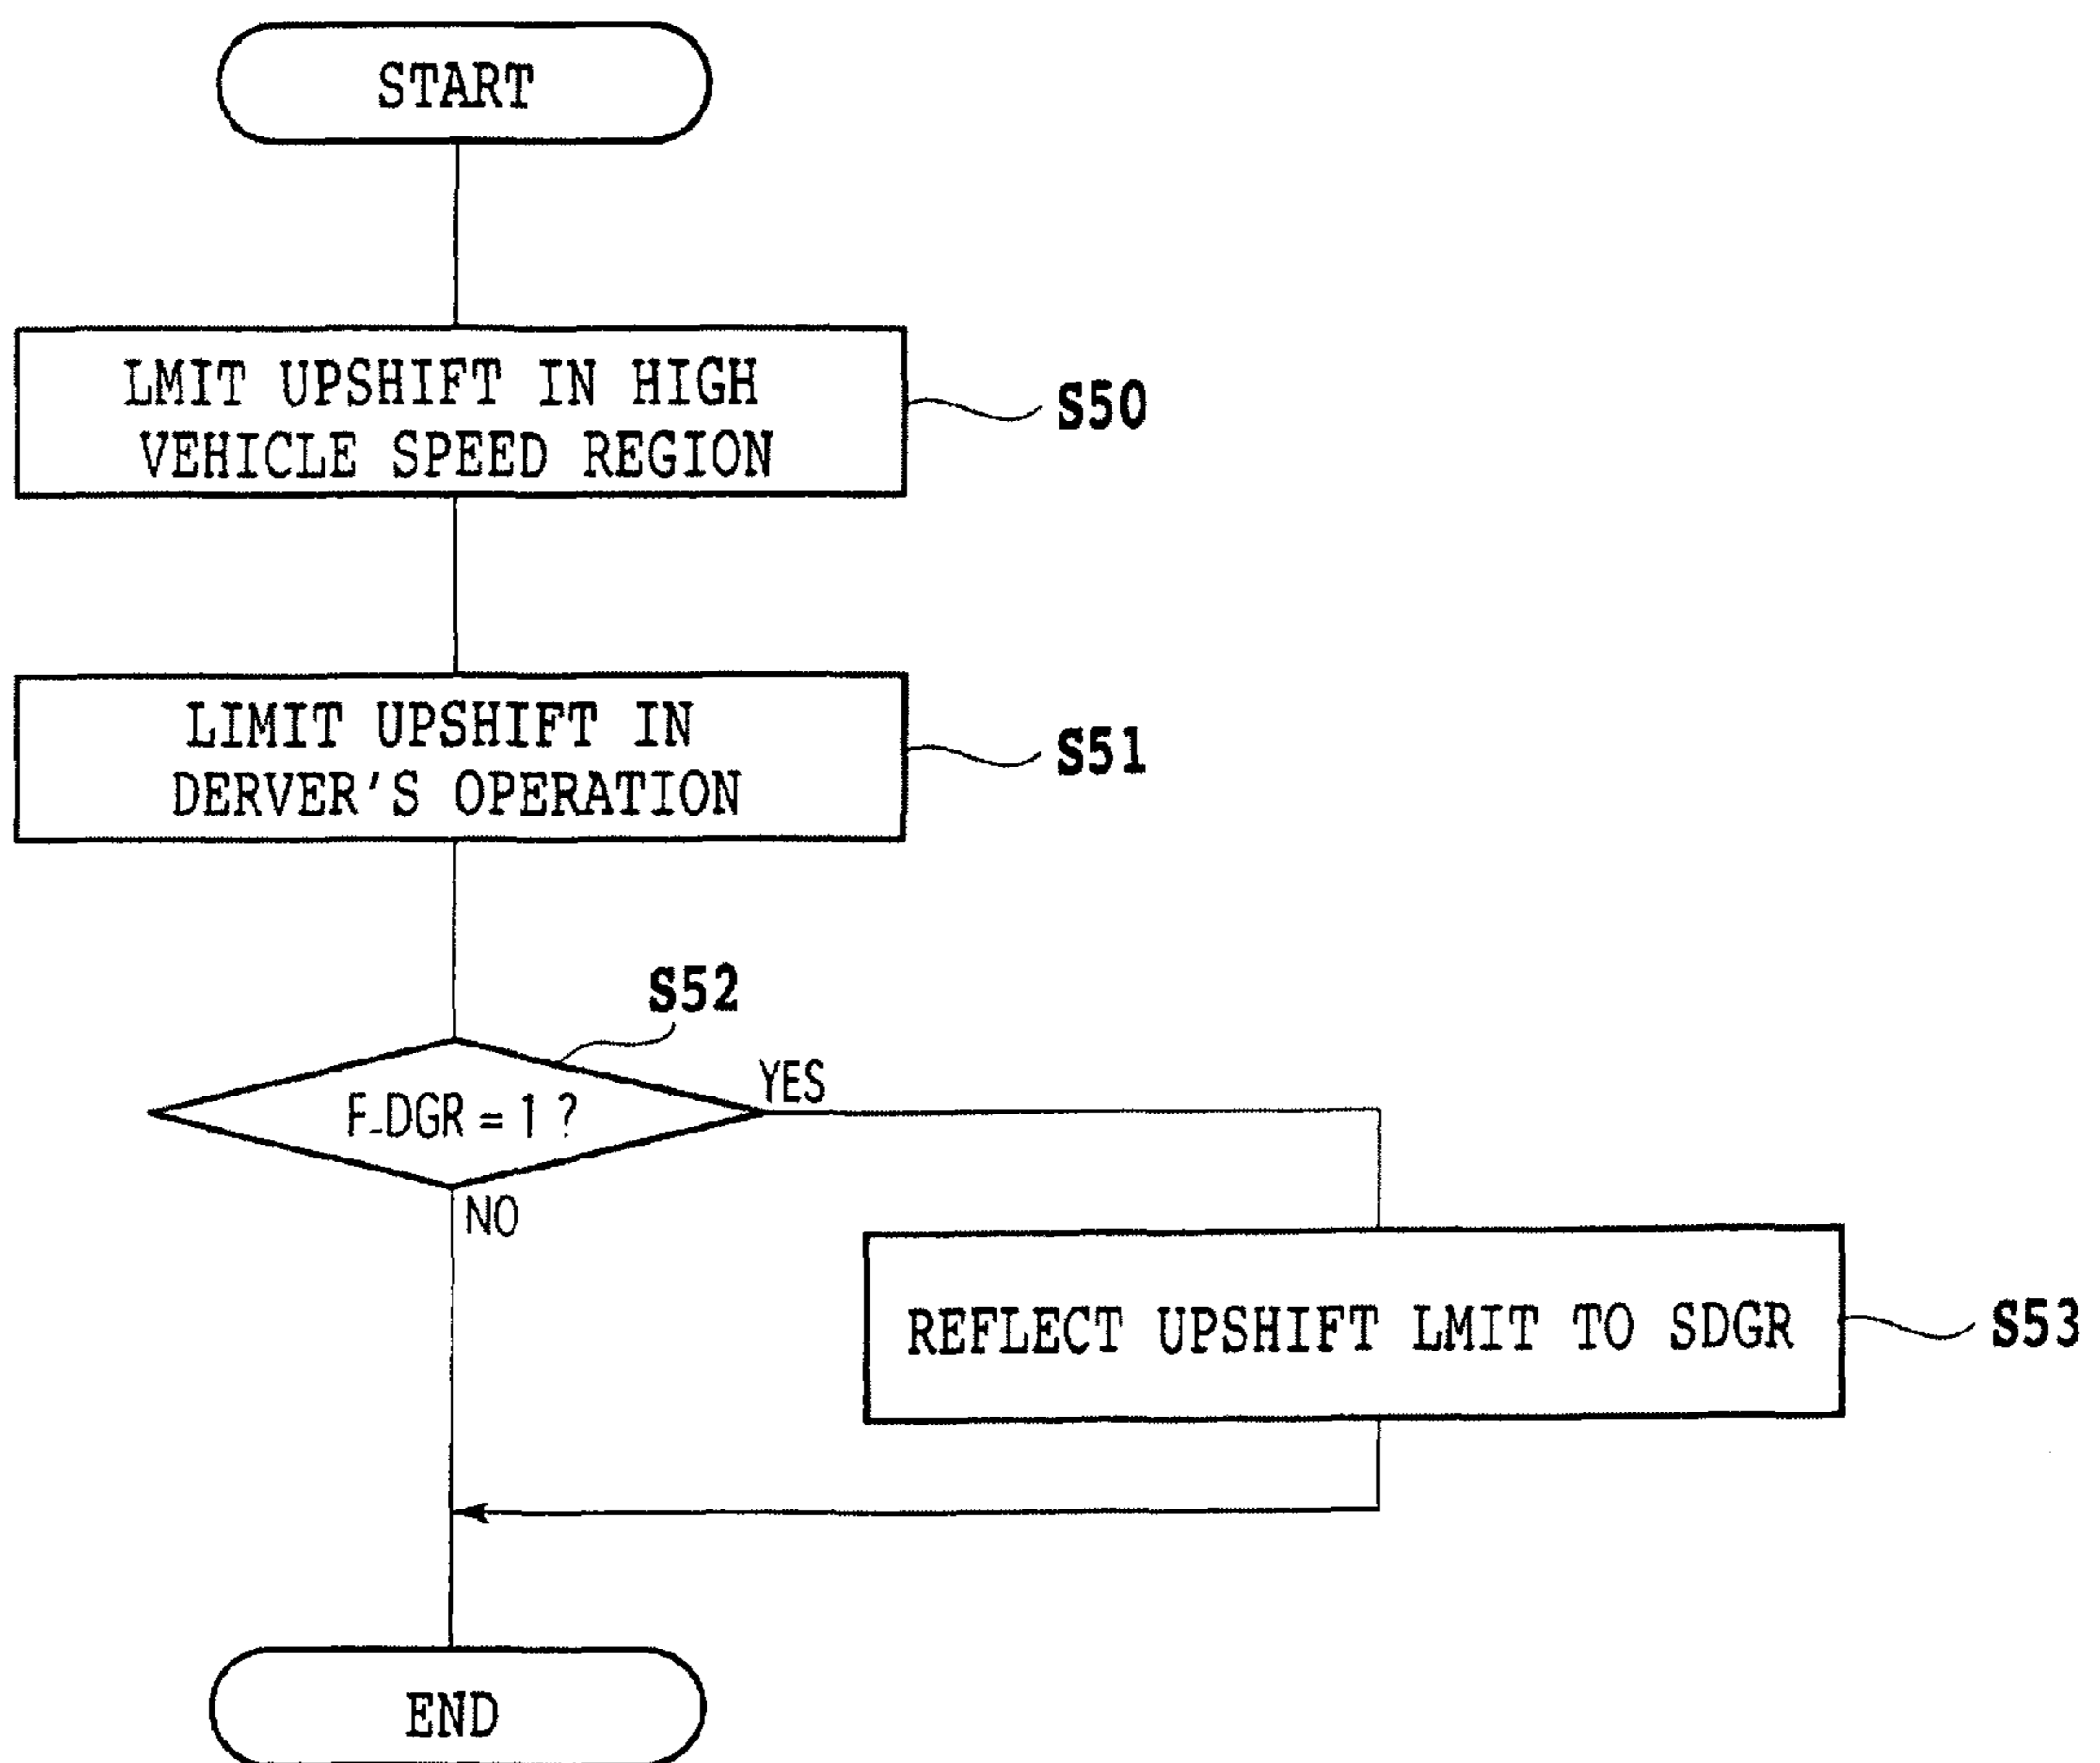 START
LMIT UPSHIFT IN HIGH
VEHICLE SPEED REGION
S50
LIMIT UPSHIFT IN
DERVER'S OPERATION
S51
S52
F_DGR = 1 ?
YES
NO
REFLECT UPSHIFT LMIT TO SDGR
S53
END